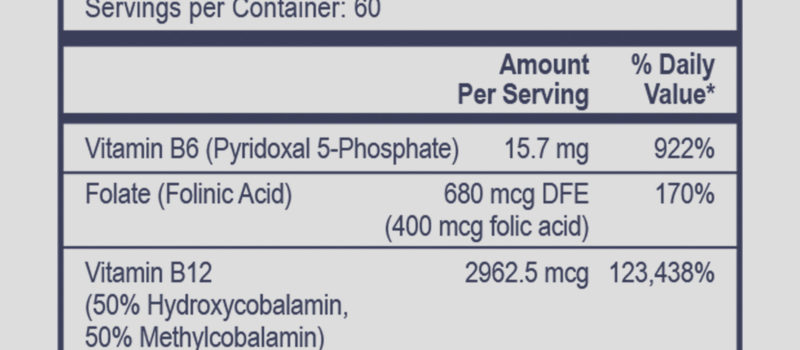 Servings per Container: 60
Amount Per Serving % Daily Value*
Vitamin B6 (Pyridoxal 5-Phosphate) 15.7 mg 922%
Folate (Folinic Acid) 680 mcg DFE 170%
(400 mcg folic acid)
Vitamin B12 2962.5 mcg 123,438%
(50% Hydroxycobalamin,
50% Methylcobalamin)